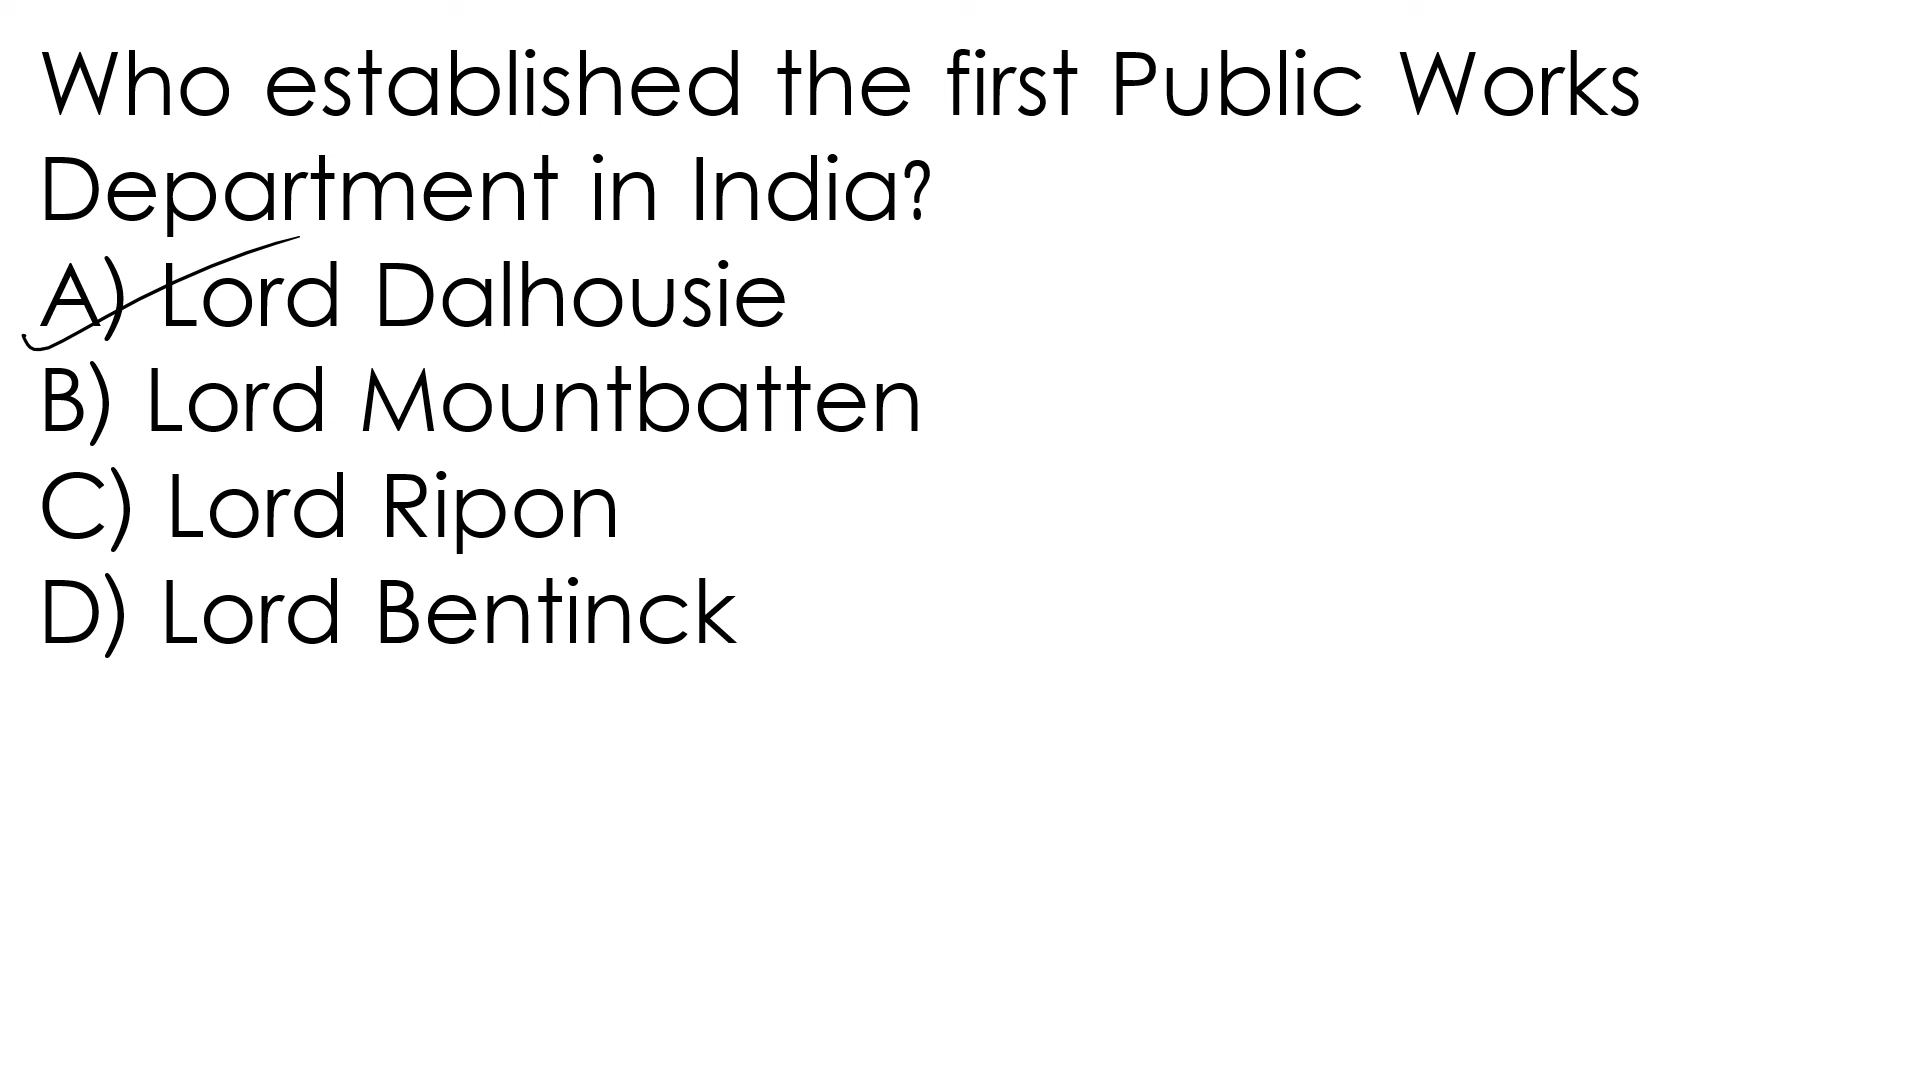 Who established the first Public Works
Department in India?
A) Lord Dalhousie
B) Lord Mountbatten
C) Lord Ripon
D) Lord Bentinck